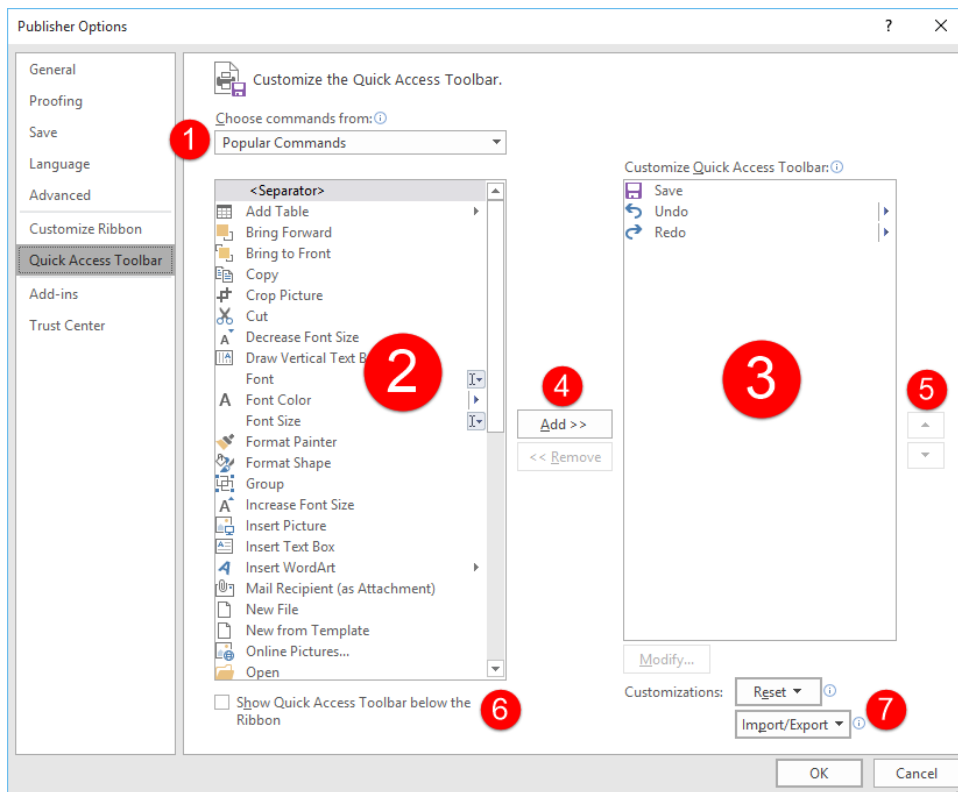 Publisher Options
?
General
Proofing
Save
Language
Advanced
Customize Ribbon
Quick Access Toolbar
Add-ins
Trust Center
Customize the Quick Access Toolbar.
Choose commands from:
1
Popular Commands
<Separator>
Add Table
Bring Forward
Bring to Front
Copy
Crop Picture
Cut
Decrease Font Size
Draw Vertical Text B
Font
Font Color
Font Size
Format Painter
Format Shape
Group
Increase Font Size
Insert Picture
Insert Text Box
Insert WordArt
Mail Recipient (as Attachment)
New File
New from Template
Online Pictures...
Open
2
Show Quick Access Toolbar below the
Ribbon
6
4
Add >>
<< Remove
Customize Quick Access Toolbar:
Save
Undo
Redo
3
5
Modify...
Customizations:
Reset
Import/Export
7
OK
Cancel